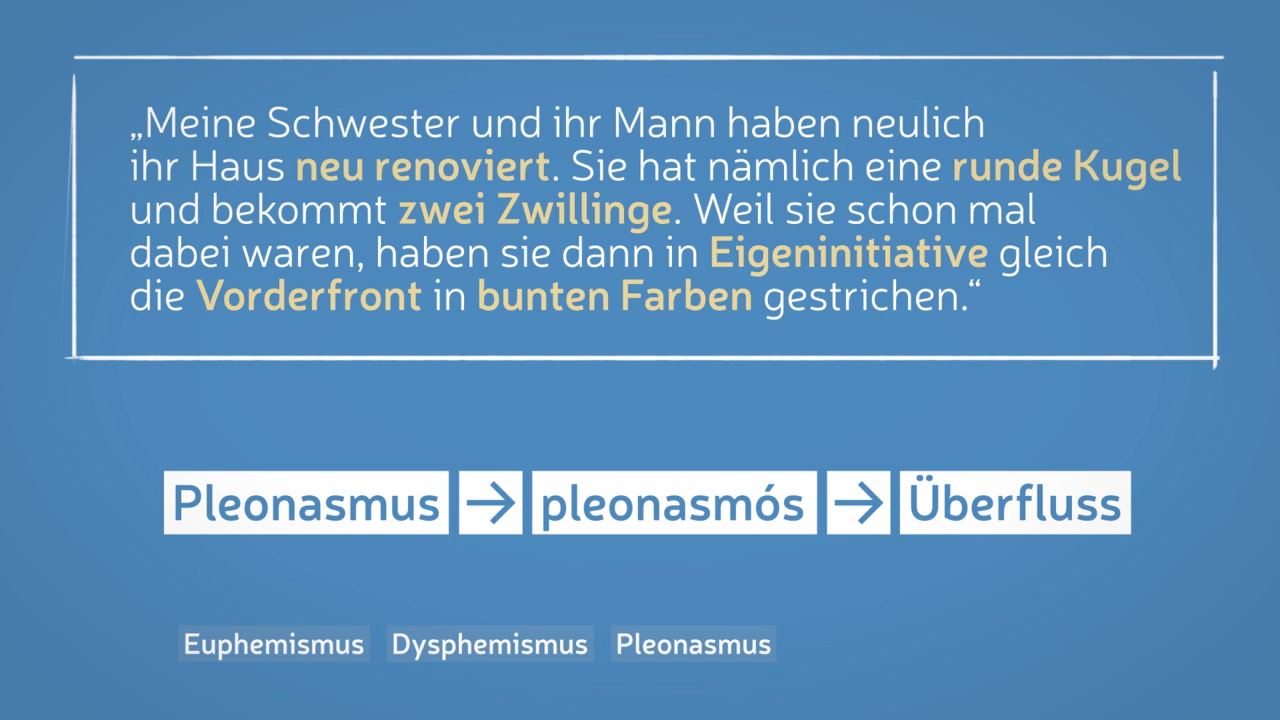 „Meine Schwester und ihr Mann haben neulich
ihr Haus neu renoviert. Sie hat nämlich eine runde Kugel
und bekommt zwei Zwillinge. Weil sie schon mal
dabei waren, haben sie dann in Eigeninitiative gleich
die Vorderfront in bunten Farben gestrichen.“
Pleonasmus → pleonasmós → Überfluss
Euphemismus Dysphemismus Pleonasmus